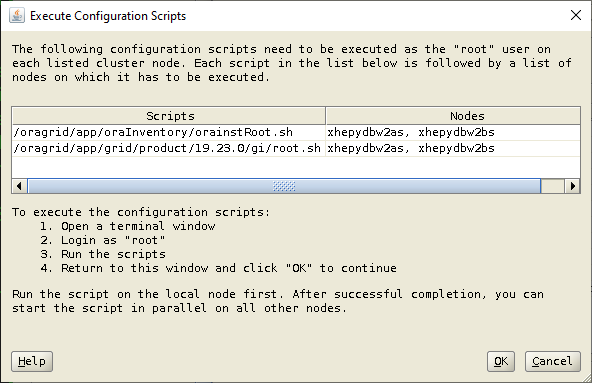 Execute Configuration Scripts
The following configuration scripts need to be executed as the "root" user on
each listed cluster node. Each script in the list below is followed by a list of
nodes on which it has to be executed.
Scripts Nodes
/oragrid/app/oraInventory/orainstRoot.sh xhepydbw2as, xhepydbw2bs
/oragrid/app/grid/product/19.23.0/gi/root.sh xhepydbw2as, xhepydbw2bs
To execute the configuration scripts:
1. Open a terminal window
2. Login as "root"
3. Run the scripts
4. Return to this window and click "OK" to continue
Run the script on the local node first. After successful completion, you can
start the script in parallel on all other nodes.
Help OK Cancel